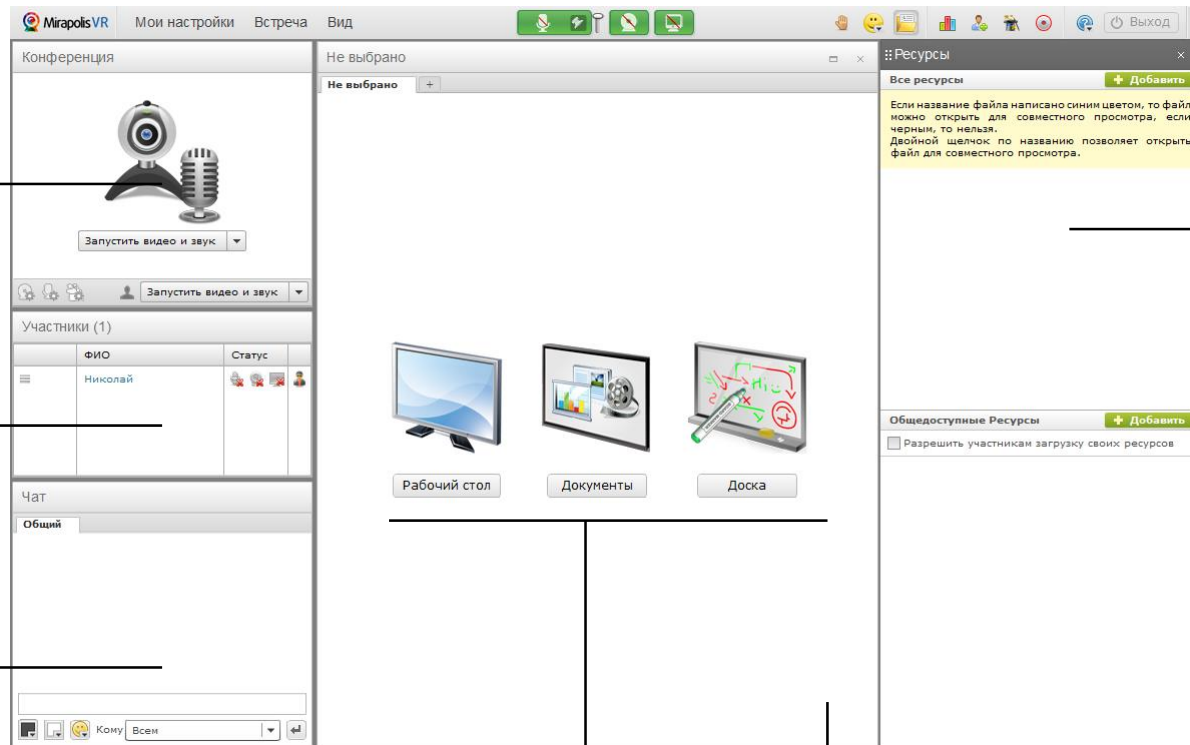 Mirapolis VR Мои настройки Встреча Вид Выход
Конференция
Запустить видео и звук
Запустить видео и звук
Участники (1)
ФИО Статус
Николай
Чат
Общий
Кому Всем
Не выбрано
Не выбрано +
Hi
Рабочий стол Документы Доска
Ресурсы
Все ресурсы Добавить
Если название файла написано синим цветом, то файл
можно открыть для совместного просмотра, если
черным, то нельзя.
Двойной щелчок по названию позволяет открыть
файл для совместного просмотра.
Общедоступные Ресурсы Добавить
Разрешить участникам загрузку своих ресурсов